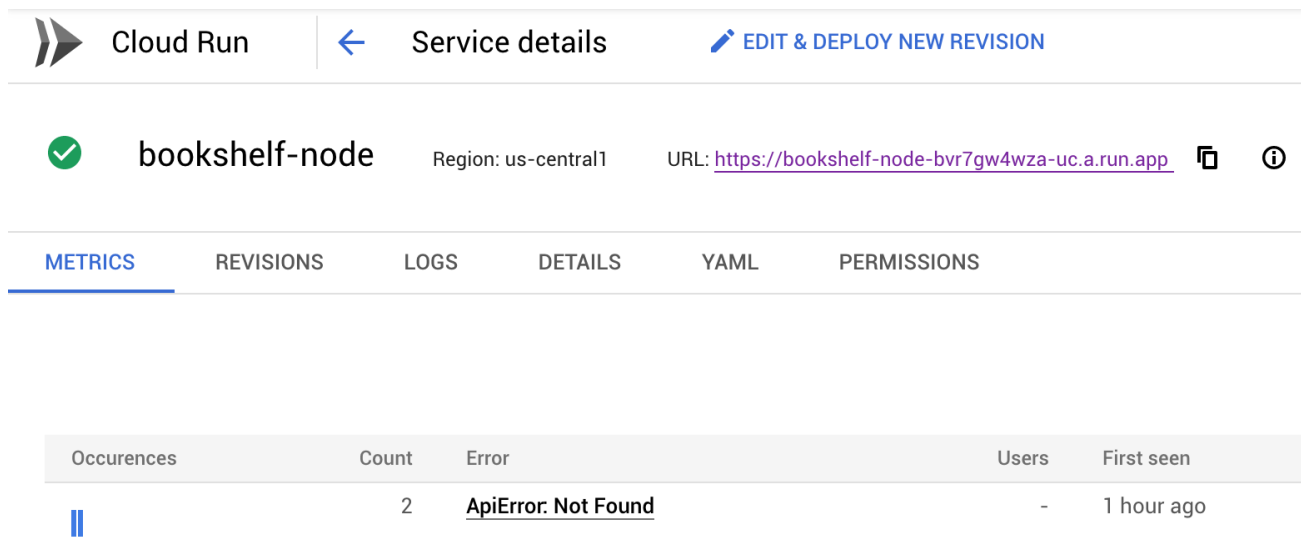 Cloud Run Service details EDIT & DEPLOY NEW REVISION
bookshelf-node Region: us-central1 URL: https://bookshelf-node-bvr7gw4wza-uc.a.run.app
METRICS REVISIONS LOGS DETAILS YAML PERMISSIONS
Occurences Count Error Users First seen
2 ApiError: Not Found - 1 hour ago